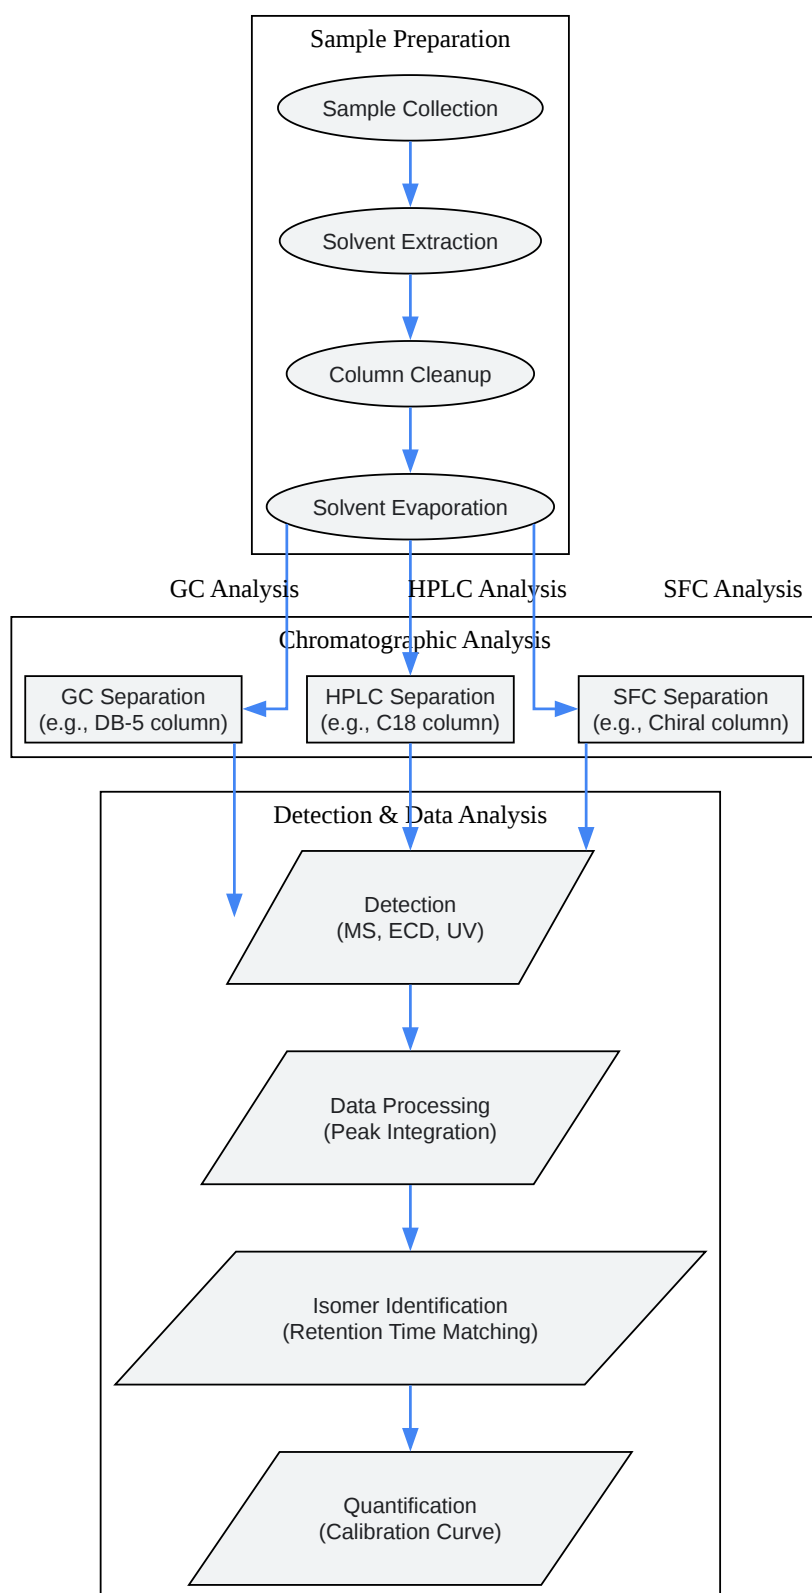 Sample Preparation
Sample Collection
Solvent Extraction
Column Cleanup
Solvent Evaporation
GC Analysis
HPLC Analysis
SFC Analysis
Chromatographic Analysis
GC Separation
(e.g., DB-5 column)
HPLC Separation
(e.g., C18 column)
SFC Separation
(e.g., Chiral column)
Detection & Data Analysis
Detection
(MS, ECD, UV)
Data Processing
(Peak Integration)
Isomer Identification
(Retention Time Matching)
Quantification
(Calibration Curve)